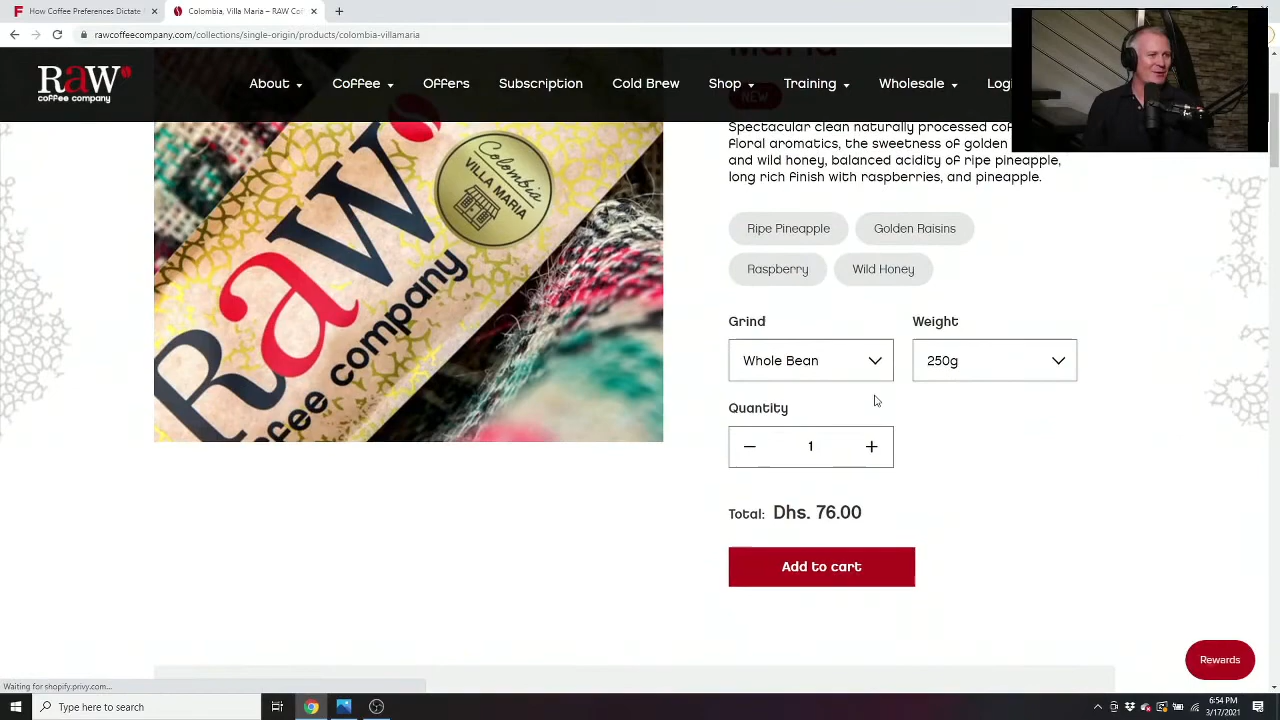 How Coffee Preferences Dictate
Colombia, Villa Maria – RAW Cof
rawcoffeecompany.com/collections/single-origin/products/colombia-villamaria
Raw
coffee company
About
Coffee
Offers
Subscription
Cold Brew
Shop
Training
Wholesale
Logi
NEW
Spectacular clean naturally processed cof
floral aromatics, the sweetness of golden
and wild honey, balanced acidity of ripe pineapple,
long rich finish with raspberries, and pineapple.
Colombia
VILLA MARIA
Raw
coffee company
Ripe Pineapple
Golden Raisins
Raspberry
Wild Honey
Grind
Weight
Whole Bean
250g
Quantity
− 1 +
Total: Dhs. 76.00
Add to cart
Rewards
Waiting for shopify.privy.com...
Type here to search
6:54 PM
3/17/2021